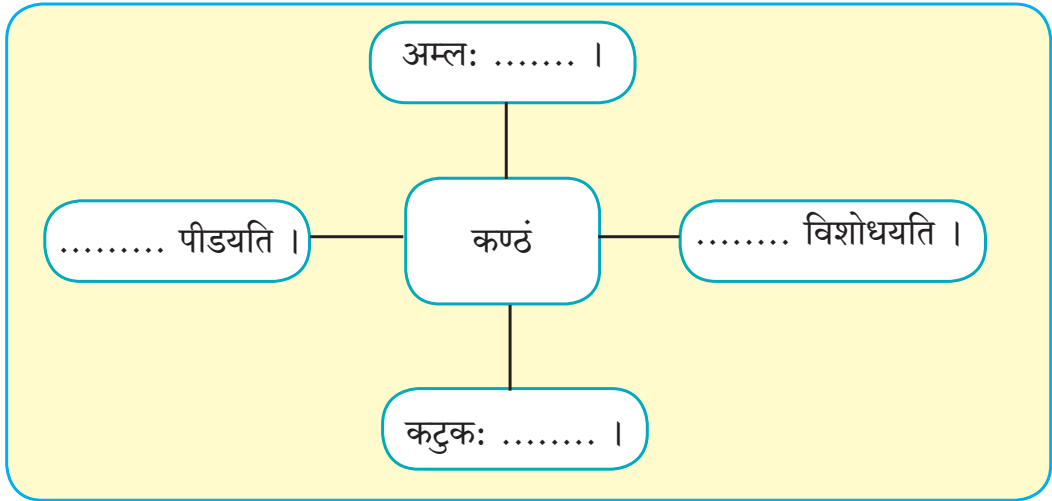 अम्लः ....... ।
......... पीडयति ।
कण्ठं
........ विशोधयति ।
कटुकः ........ ।